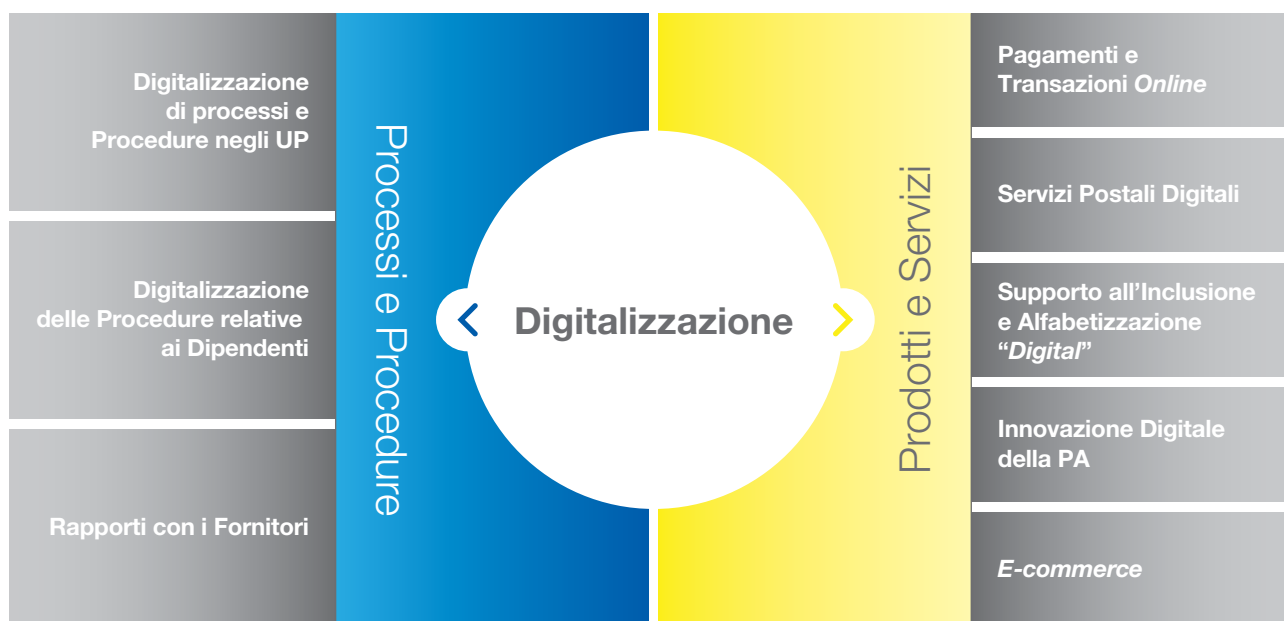 Digitalizzazione
di processi e
Procedure negli UP
Digitalizzazione
delle Procedure relative
ai Dipendenti
Rapporti con i Fornitori
Processi e Procedure
Digitalizzazione
Prodotti e Servizi
Pagamenti e
Transazioni Online
Servizi Postali Digitali
Supporto all’Inclusione
e Alfabetizzazione
“Digital”
Innovazione Digitale
della PA
E-commerce